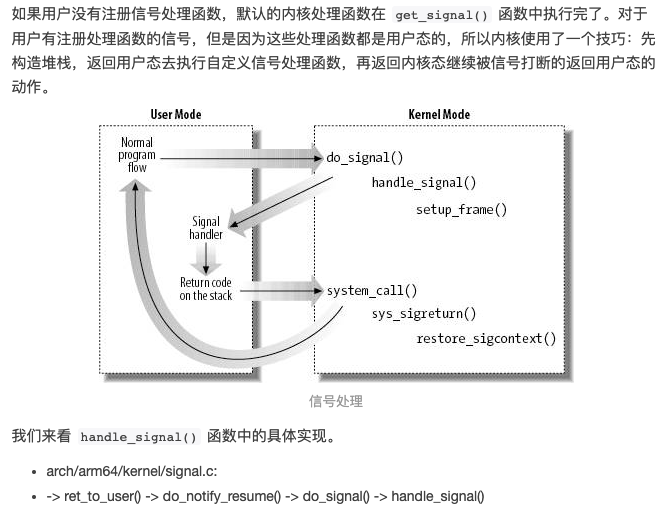 如果用户没有注册信号处理函数，默认的内核处理函数在 get_signal() 函数中执行完了。对于
用户有注册处理函数的信号，但是因为这些处理函数都是用户态的，所以内核使用了一个技巧：先
构造堆栈，返回用户态去执行自定义信号处理函数，再返回内核态继续被信号打断的返回用户态的
动作。
User Mode
Kernel Mode
Normal
program
flow
do_signal()
handle_signal()
setup_frame()
Signal
handler
Return code
on the stack
system_call()
sys_sigreturn()
restore_sigcontext()
信号处理
我们来看 handle_signal() 函数中的具体实现。
• arch/arm64/kernel/signal.c:
• -> ret_to_user() -> do_notify_resume() -> do_signal() -> handle_signal()